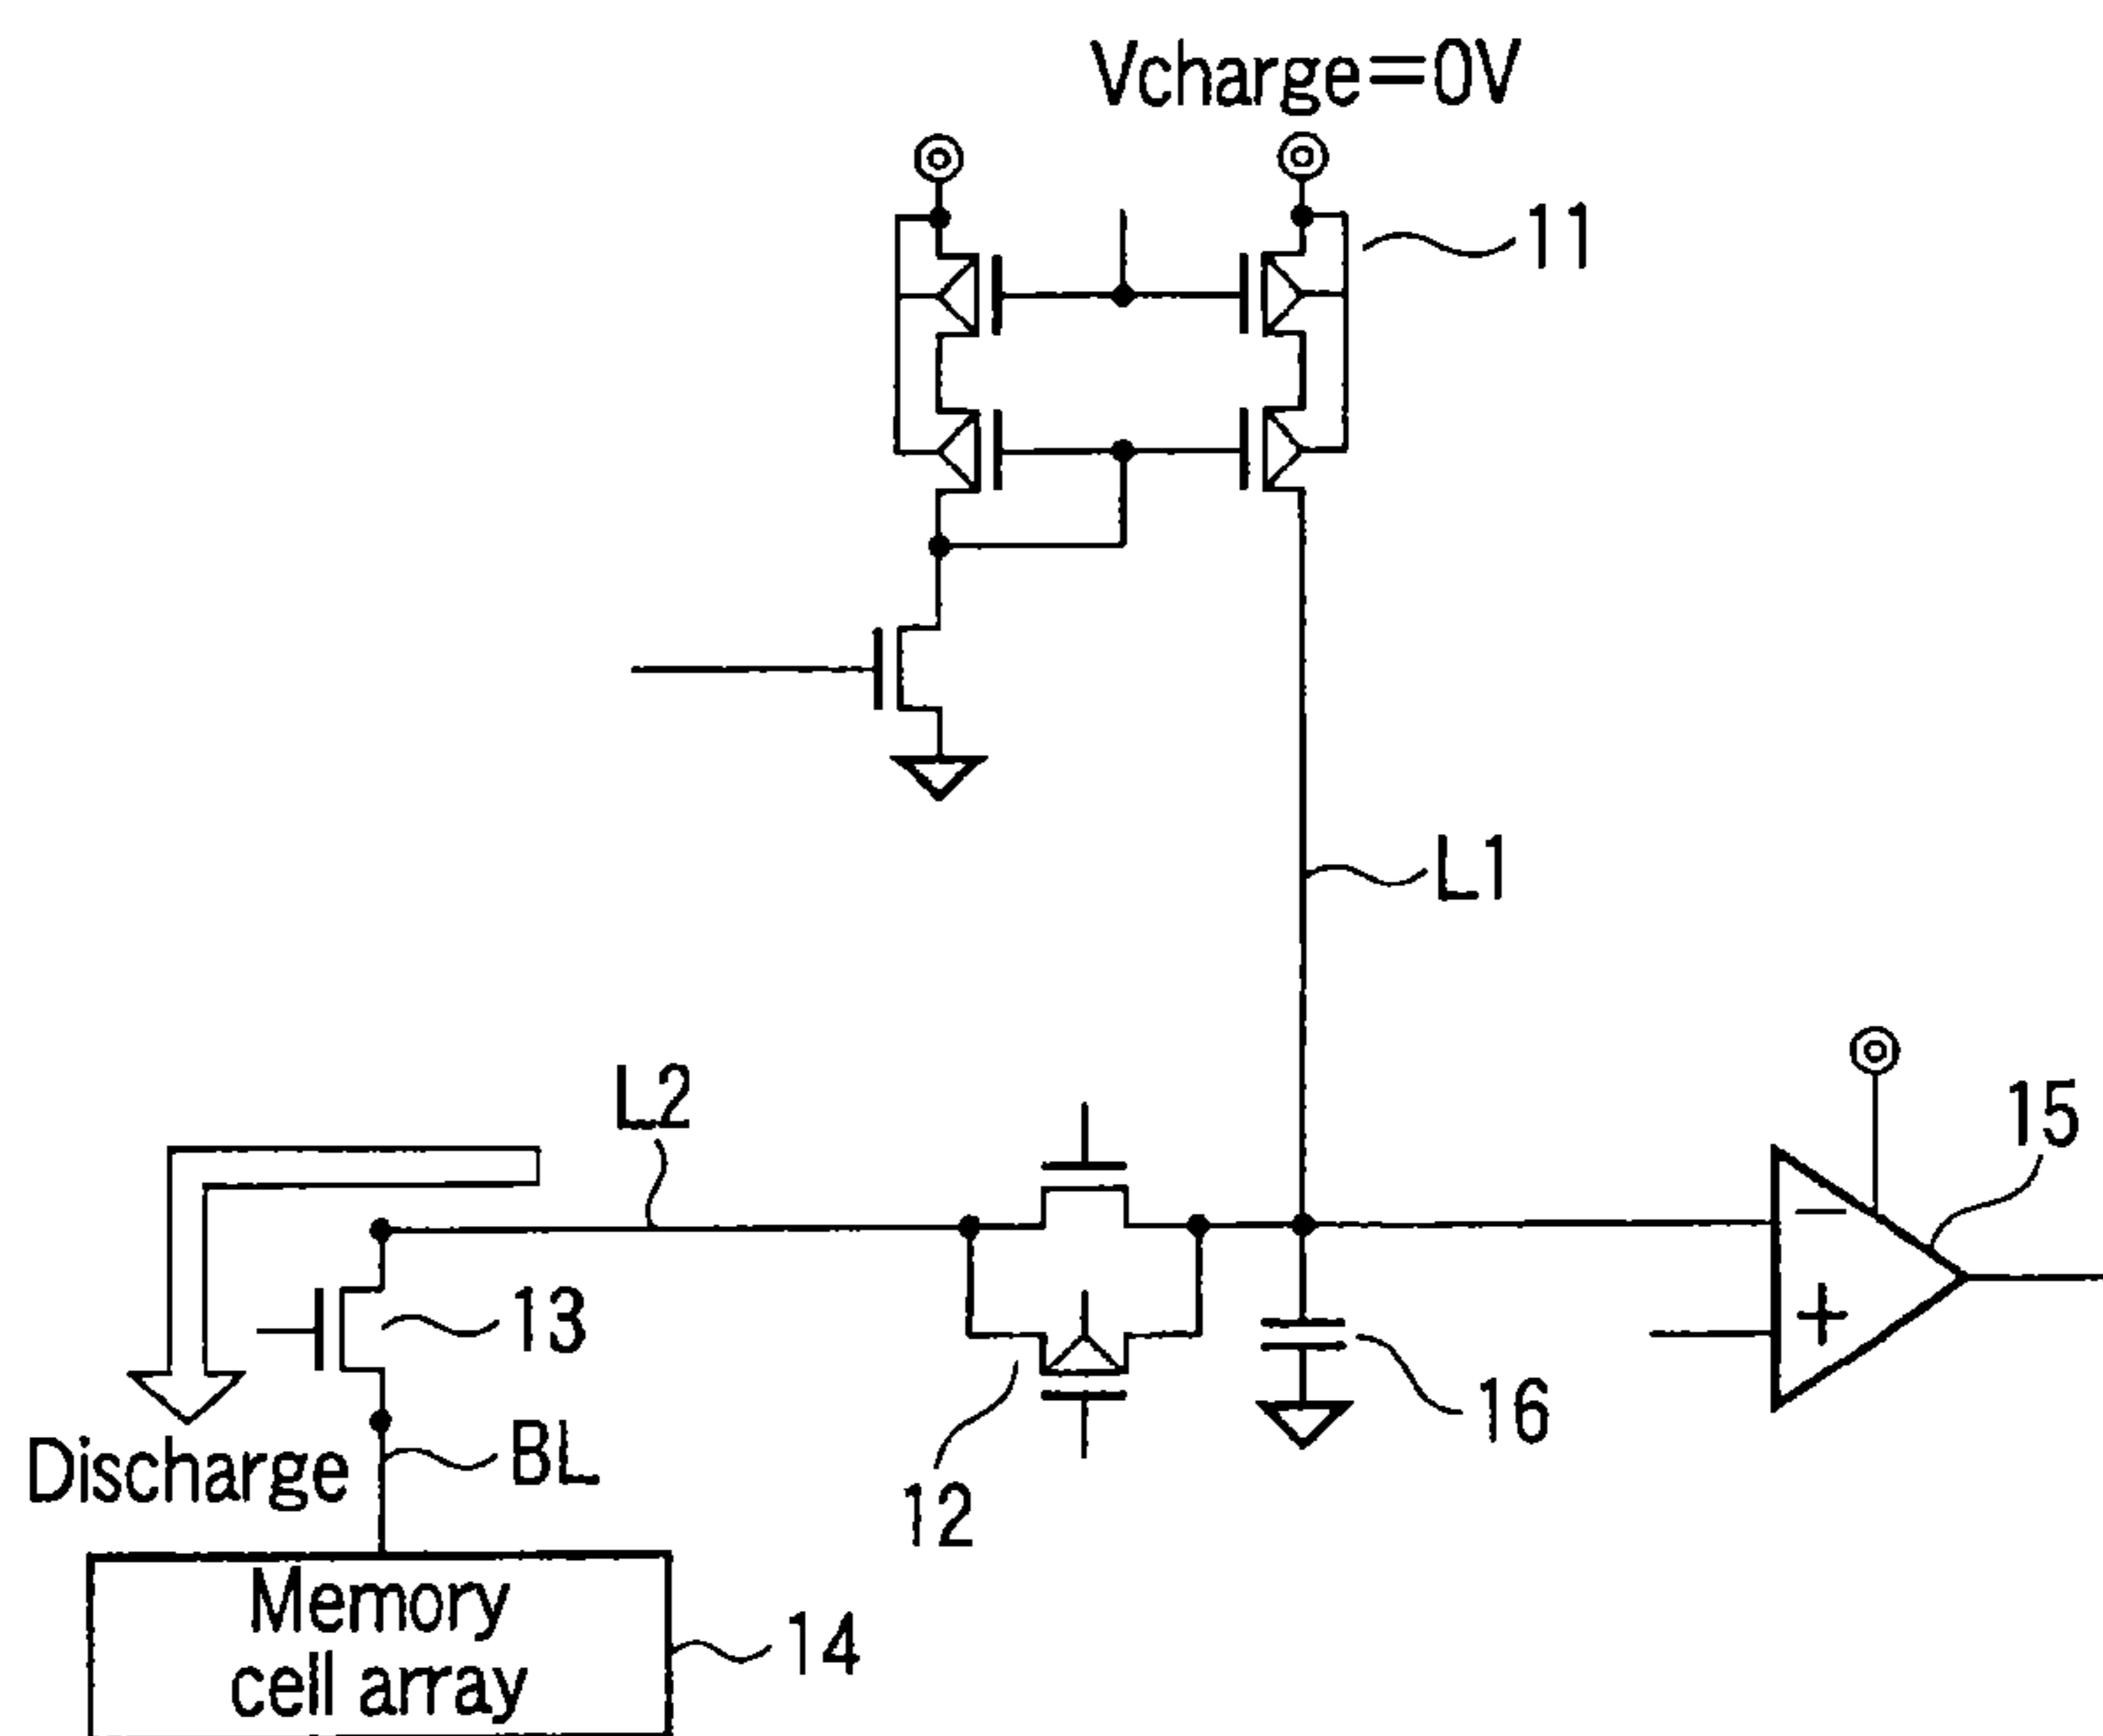 Vcharge=0V
11
L1
L2
15
−
+
13
16
Discharge
BL
12
Memory
cell array
14